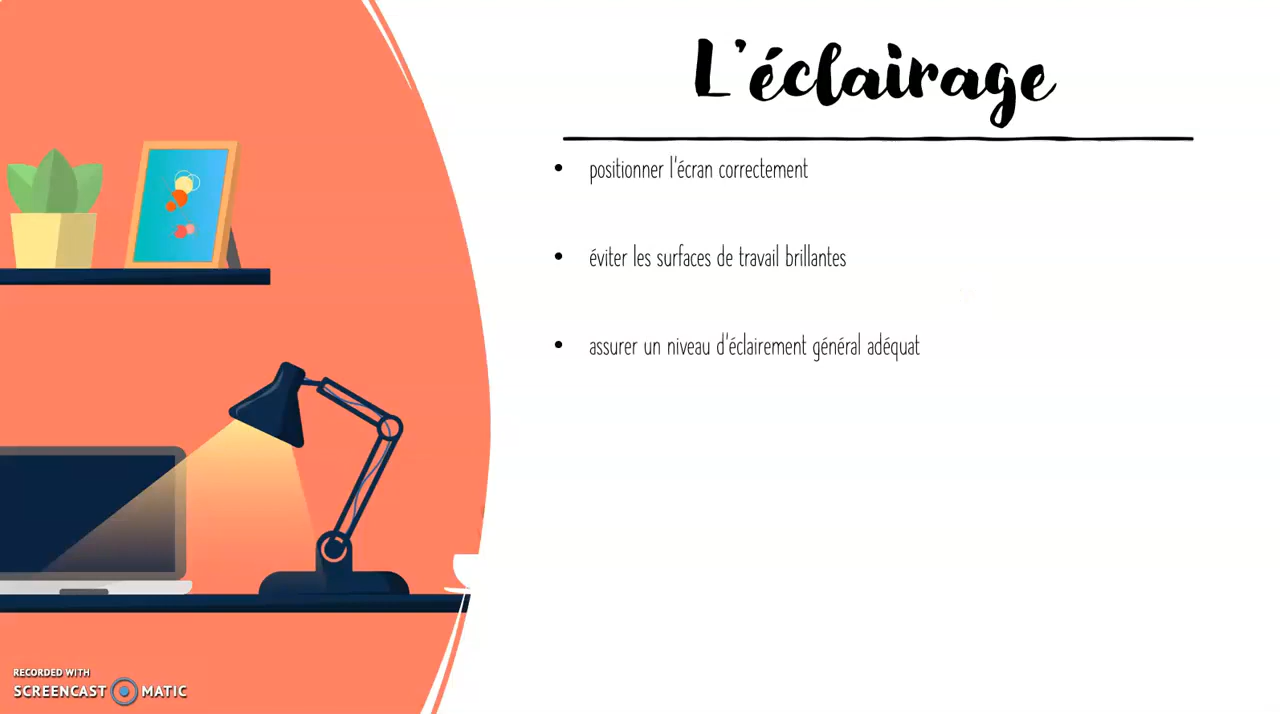 L'éclairage
• positionner l'écran correctement
• éviter les surfaces de travail brillantes
• assurer un niveau d'éclairement général adéquat
RECORDED WITH
SCREENCAST MATIC